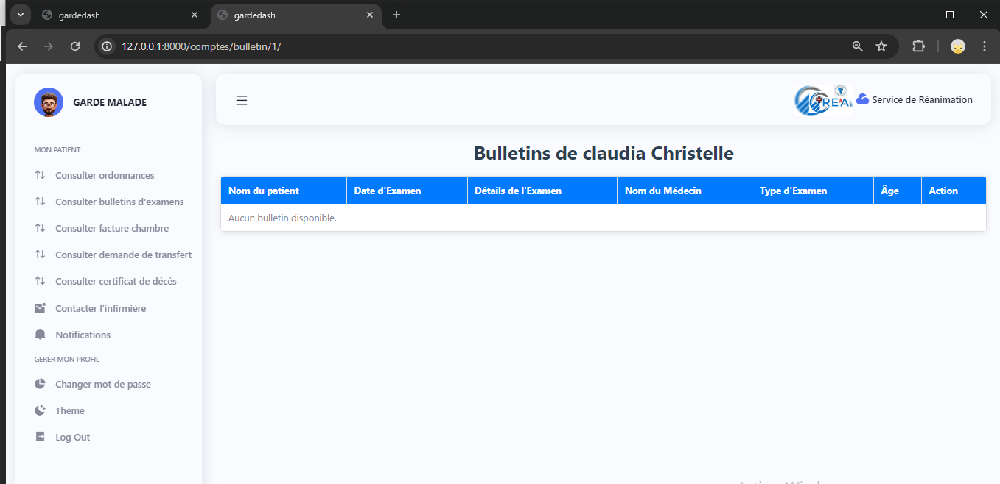 gardedash
gardedash
127.0.0.1:8000/comptes/bulletin/1/
GARDE MALADE
REA
Service de Réanimation
MON PATIENT
Consulter ordonnances
Consulter bulletins d'examens
Consulter facture chambre
Consulter demande de transfert
Consulter certificat de décès
Contacter l'infirmière
Notifications
GERER MON PROFIL
Changer mot de passe
Theme
Log Out
Bulletins de claudia Christelle
Nom du patient Date d'Examen Détails de l'Examen Nom du Médecin Type d'Examen Âge Action
Aucun bulletin disponible.